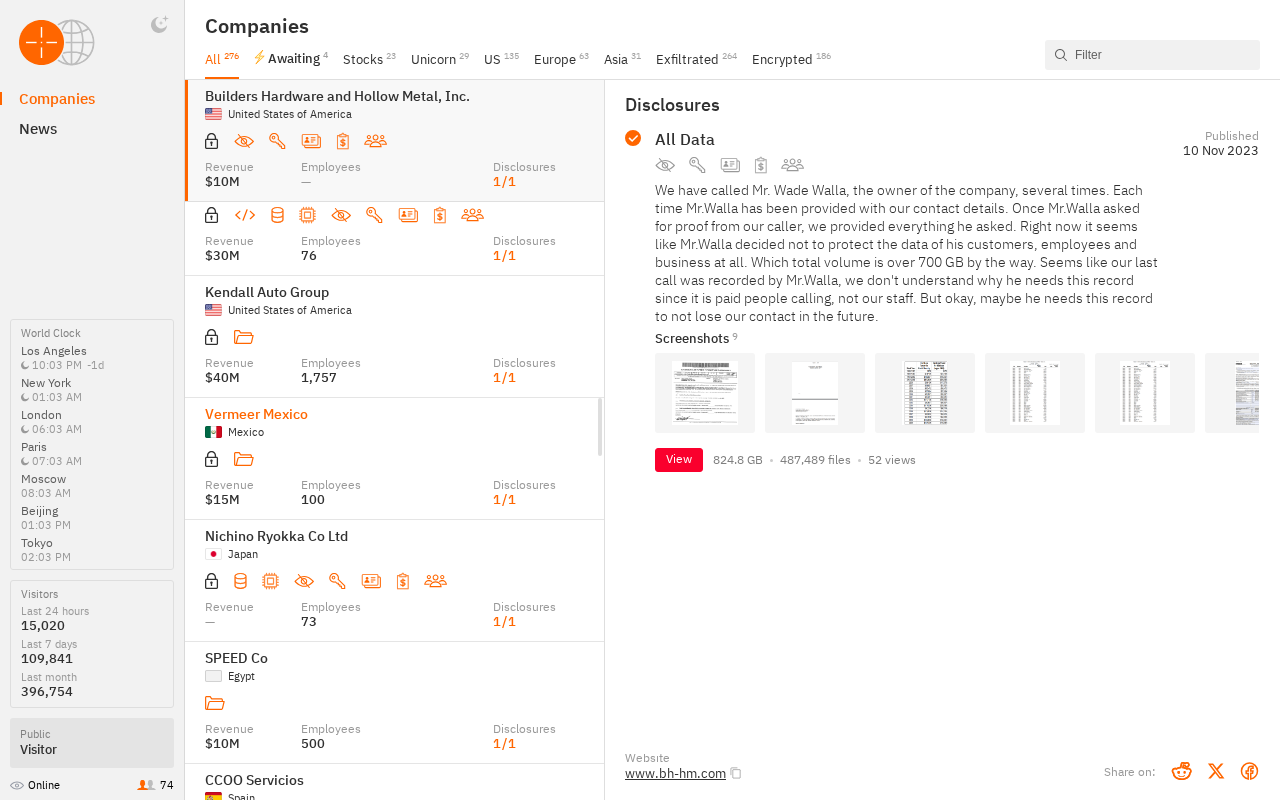 Companies
News
World Clock
Los Angeles
10:03 PM -1d
New York
01:03 AM
London
06:03 AM
Paris
07:03 AM
Moscow
08:03 AM
Beijing
01:03 PM
Tokyo
02:03 PM
Visitors
Last 24 hours
15,020
Last 7 days
109,841
Last month
396,754
Public
Visitor
Online 74
Companies
All 276 Awaiting 4 Stocks 23 Unicorn 29 US 135 Europe 63 Asia 31 Exfiltrated 264 Encrypted 186
Filter
Builders Hardware and Hollow Metal, Inc.
United States of America
Revenue Employees Disclosures
$10M — 1/1
Revenue Employees Disclosures
$30M 76 1/1
Kendall Auto Group
United States of America
Revenue Employees Disclosures
$40M 1,757 1/1
Vermeer Mexico
Mexico
Revenue Employees Disclosures
$15M 100 1/1
Nichino Ryokka Co Ltd
Japan
Revenue Employees Disclosures
— 73 1/1
SPEED Co
Egypt
Revenue Employees Disclosures
$10M 500 1/1
CCOO Servicios
Spain
Disclosures
All Data
Published
10 Nov 2023
We have called Mr. Wade Walla, the owner of the company, several times. Each
time Mr.Walla has been provided with our contact details. Once Mr.Walla asked
for proof from our caller, we provided everything he asked. Right now it seems
like Mr.Walla decided not to protect the data of his customers, employees and
business at all. Which total volume is over 700 GB by the way. Seems like our last
call was recorded by Mr.Walla, we don't understand why he needs this record
since it is paid people calling, not our staff. But okay, maybe he needs this record
to not lose our contact in the future.
Screenshots 9
View 824.8 GB • 487,489 files • 52 views
Website
www.bh-hm.com
Share on: